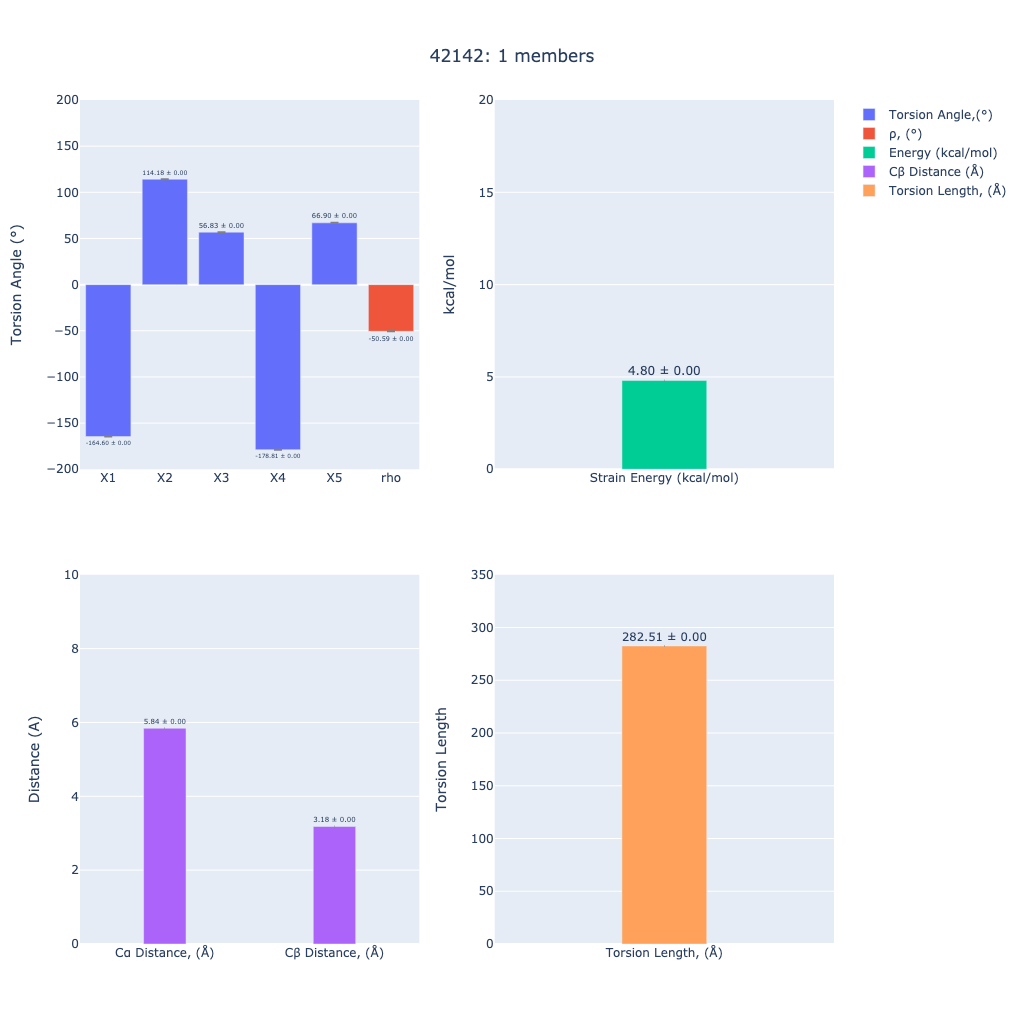 42142: 1 members
Torsion Angle (°)
200
150
100
50
0
−50
−100
−150
−200
-164.60 ± 0.00
114.18 ± 0.00
56.83 ± 0.00
-178.81 ± 0.00
66.90 ± 0.00
-50.59 ± 0.00
X1 X2 X3 X4 X5 rho
kcal/mol
20
15
10
5
0
4.80 ± 0.00
Strain Energy (kcal/mol)
Torsion Angle,(°)
ρ, (°)
Energy (kcal/mol)
Cβ Distance (Å)
Torsion Length, (Å)
Distance (A)
10
8
6
4
2
0
5.84 ± 0.00
3.18 ± 0.00
Cα Distance, (Å) Cβ Distance, (Å)
Torsion Length
350
300
250
200
150
100
50
0
282.51 ± 0.00
Torsion Length, (Å)